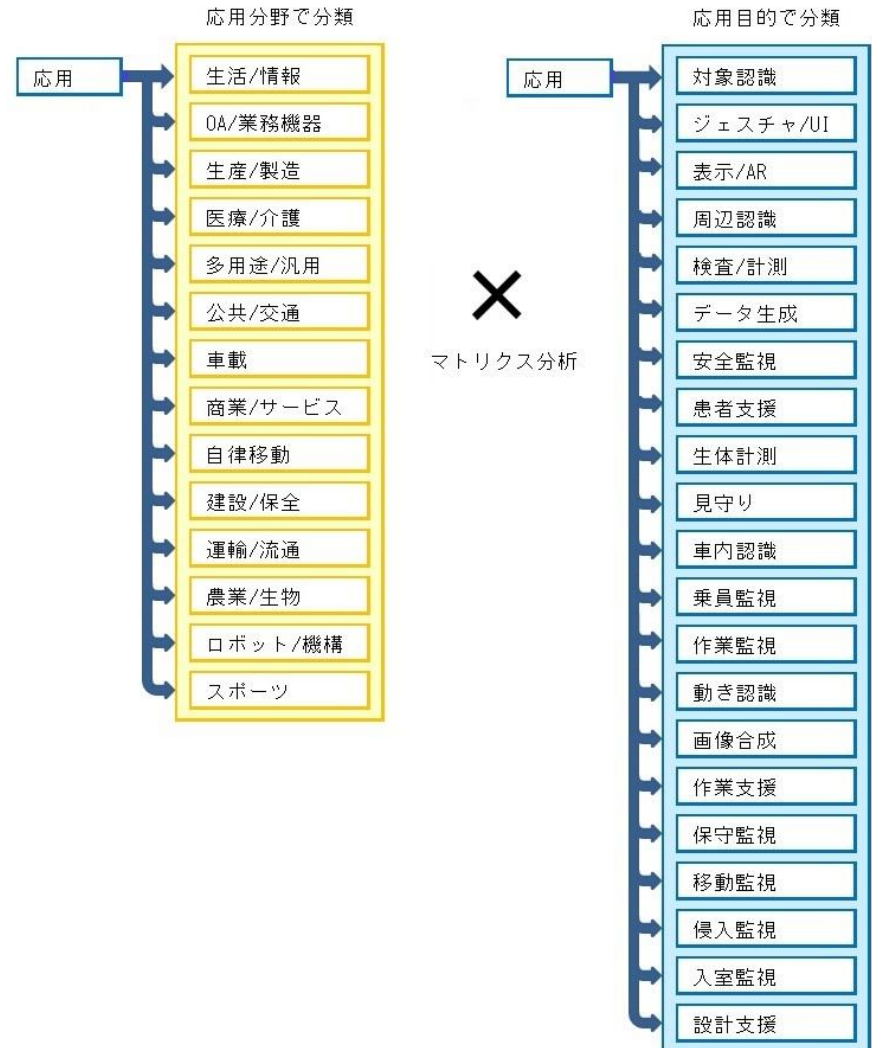 応用分野で分類
応用
生活/情報
OA/業務機器
生産/製造
医療/介護
多用途/汎用
公共/交通
車載
商業/サービス
自律移動
建設/保全
運輸/流通
農業/生物
ロボット/機構
スポーツ
マトリクス分析
応用目的で分類
応用
対象認識
ジェスチャ/UI
表示/AR
周辺認識
検査/計測
データ生成
安全監視
患者支援
生体計測
見守り
車内認識
乗員監視
作業監視
動き認識
画像合成
作業支援
保守監視
移動監視
侵入監視
入室監視
設計支援